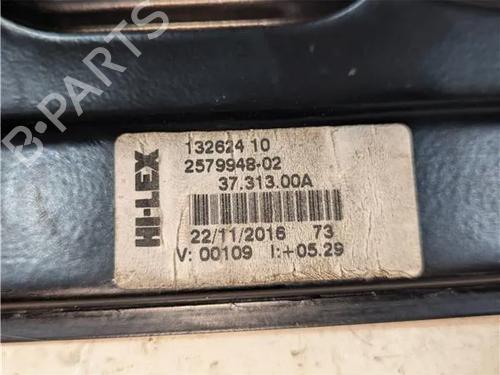 B-Parts
HI-LEX
132624 10
2579948-02
37.313.00A
22/11/2016 73
V: 00109 I:+05.29